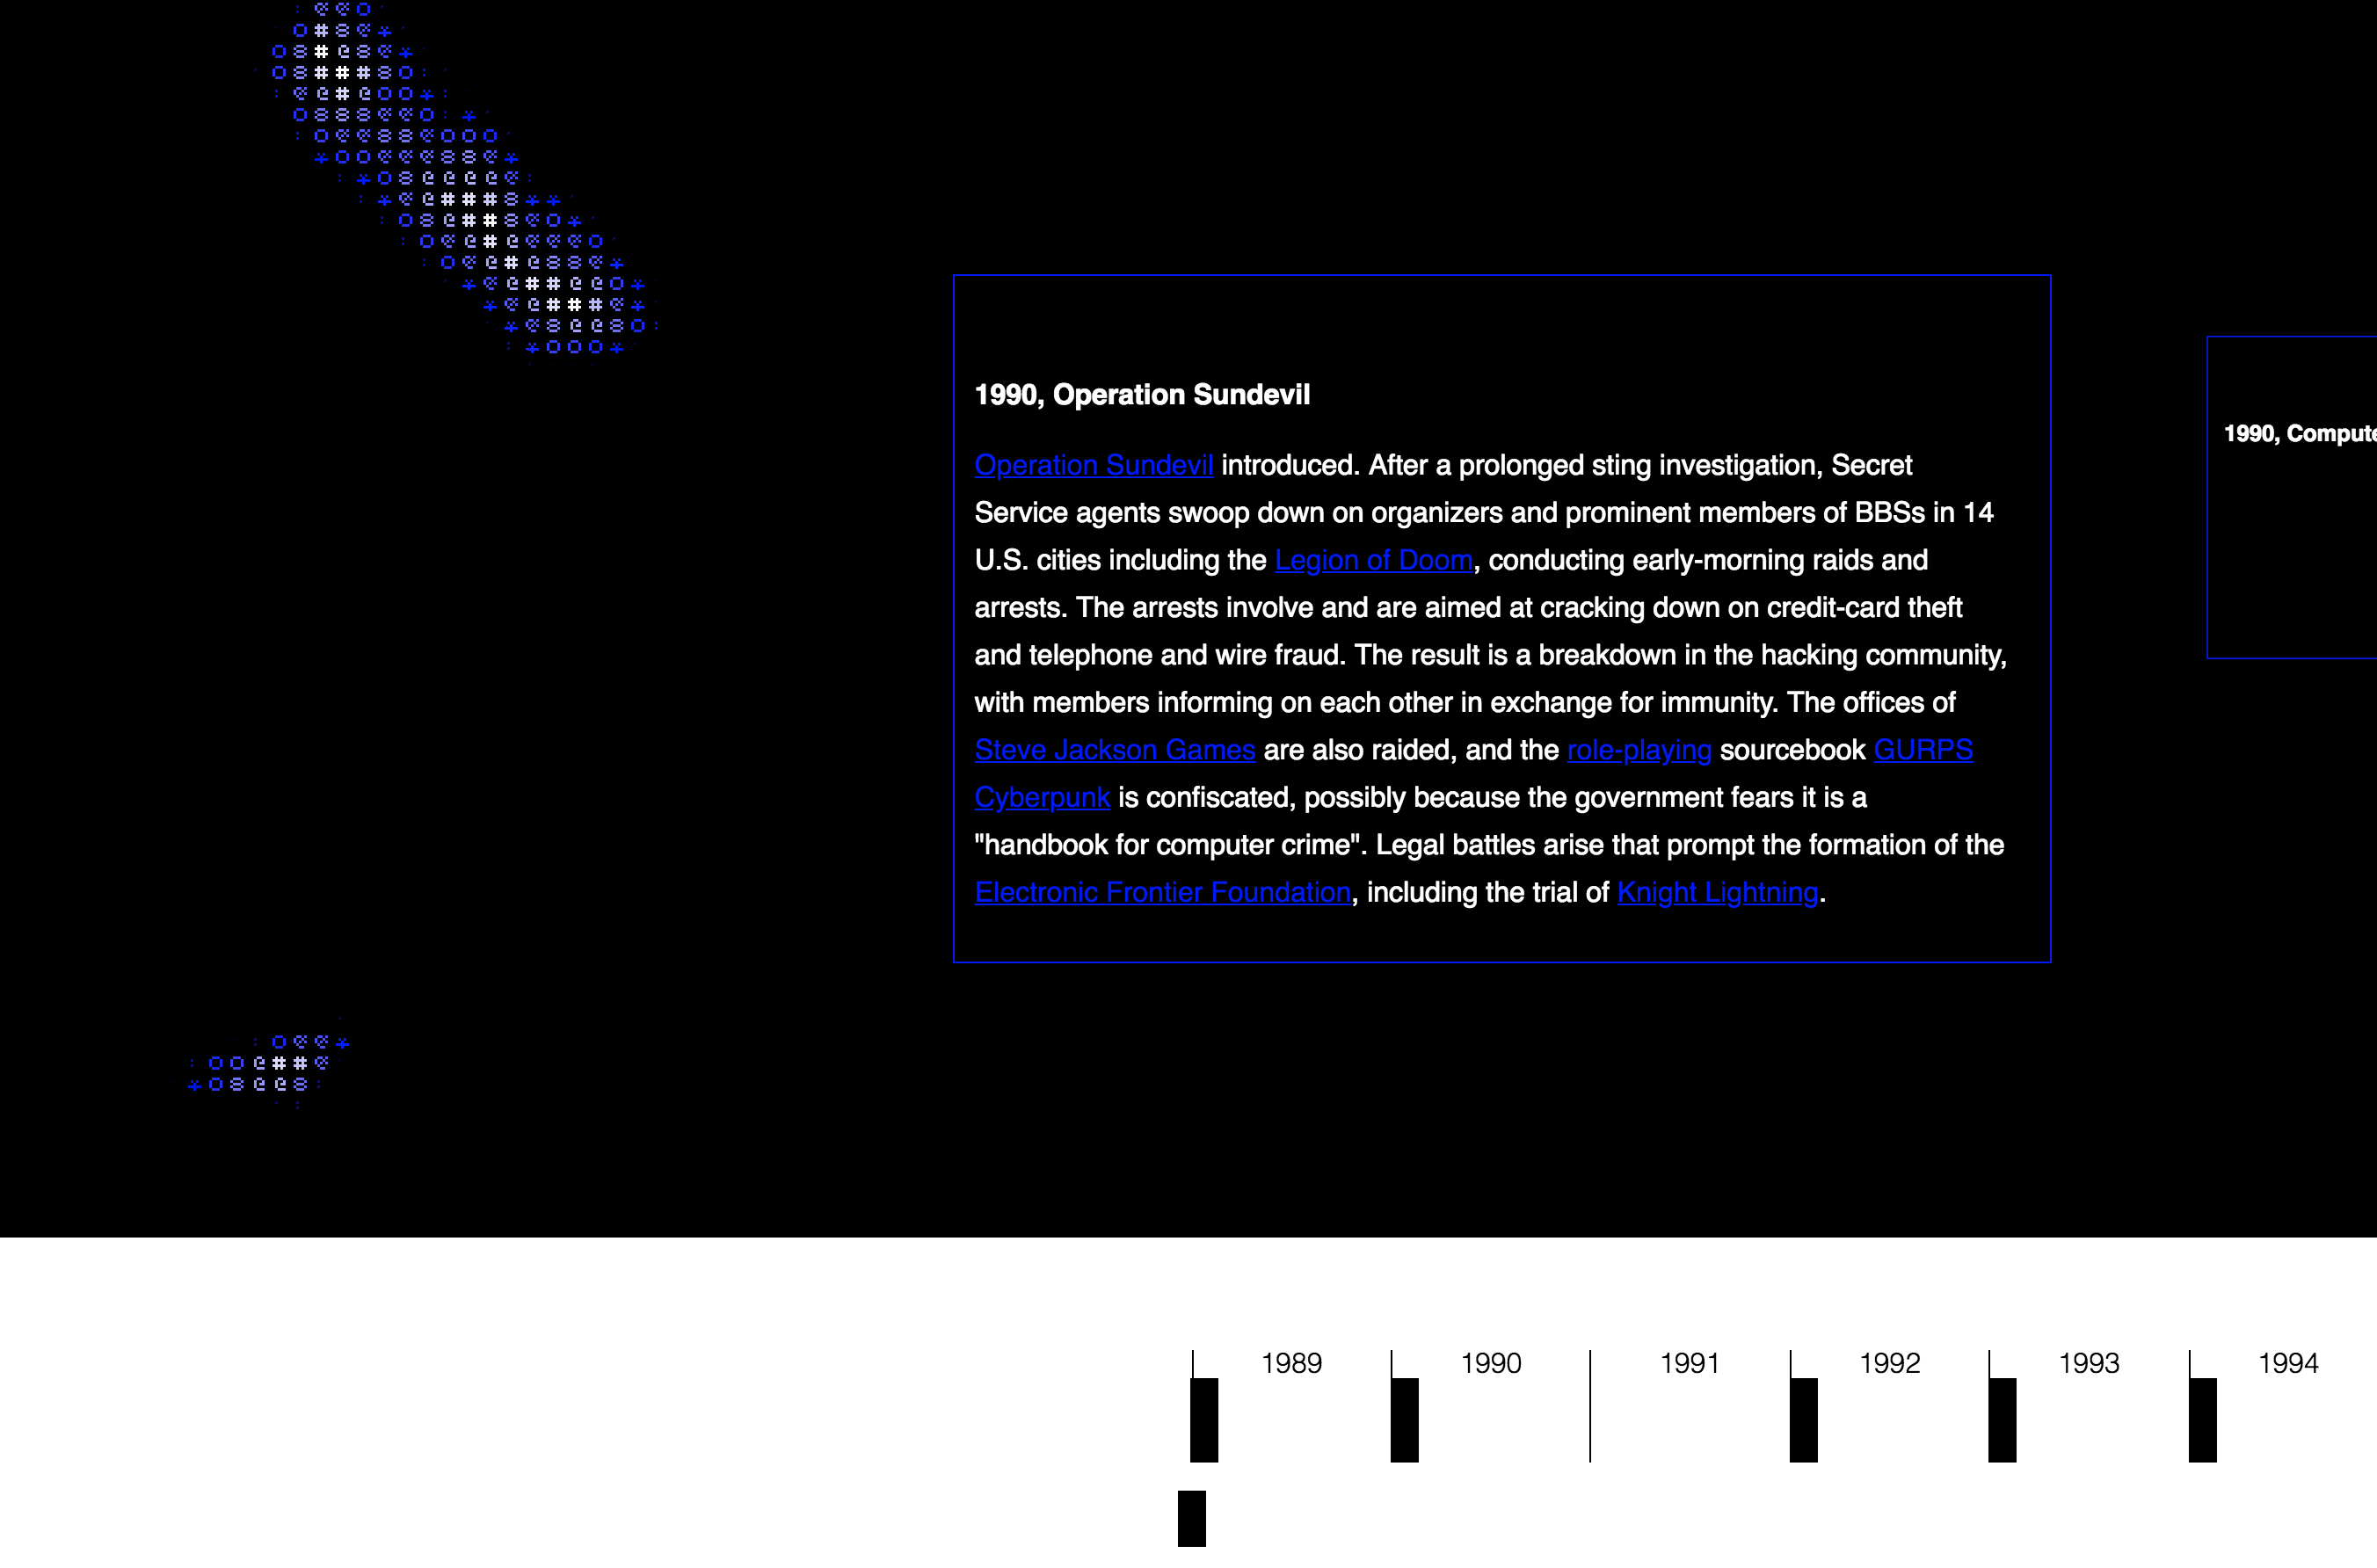 1990, Operation Sundevil
Operation Sundevil introduced. After a prolonged sting investigation, Secret
Service agents swoop down on organizers and prominent members of BBSs in 14
U.S. cities including the Legion of Doom, conducting early-morning raids and
arrests. The arrests involve and are aimed at cracking down on credit-card theft
and telephone and wire fraud. The result is a breakdown in the hacking community,
with members informing on each other in exchange for immunity. The offices of
Steve Jackson Games are also raided, and the role-playing sourcebook GURPS
Cyberpunk is confiscated, possibly because the government fears it is a
"handbook for computer crime". Legal battles arise that prompt the formation of the
Electronic Frontier Foundation, including the trial of Knight Lightning.
1990, Compute
1989 1990 1991 1992 1993 1994